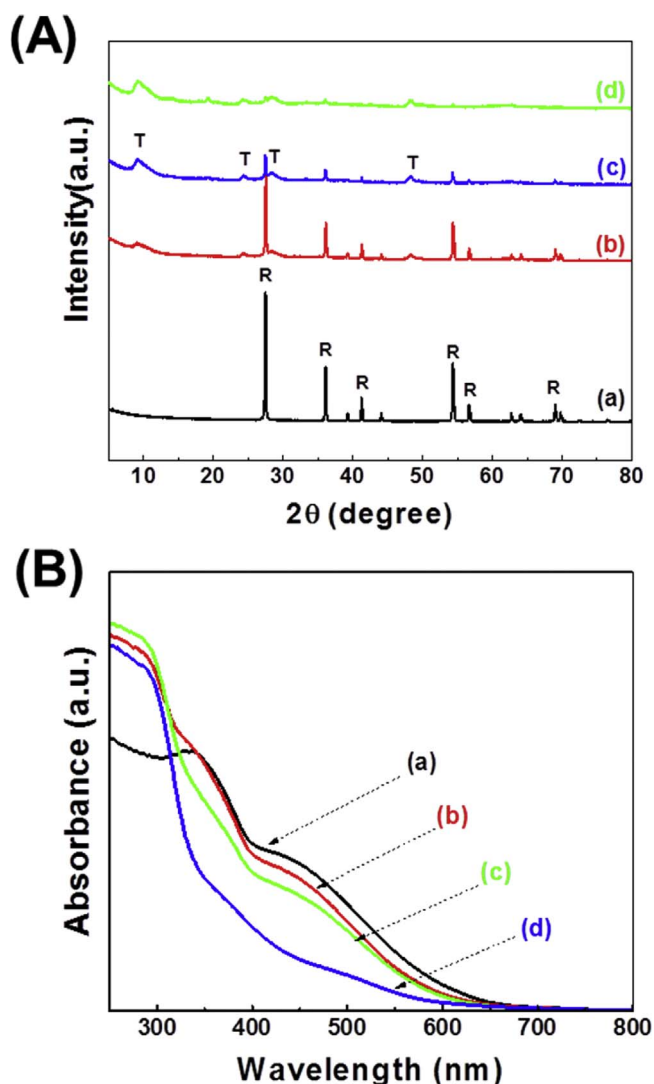 (A)
(d)
T
T
T
T
(c)
(b)
R
R
R
R
R
R
(a)
Intensity(a.u.)
10 20 30 40 50 60 70 80
2θ (degree)
(B)
(a)
(b)
(c)
(d)
Absorbance (a.u.)
300 400 500 600 700 800
Wavelength (nm)